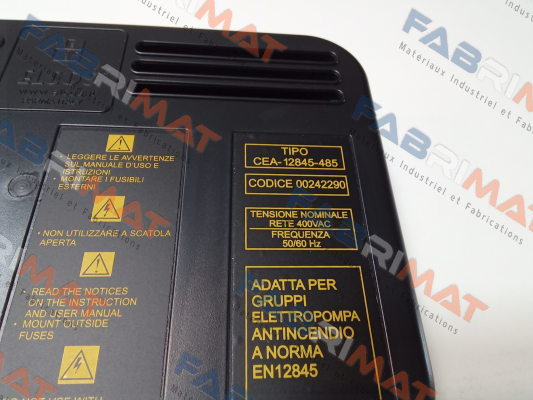 • LEGGERE LE AVVERTENZE
SUL MANUALE D'USO E
ISTRUZIONI
• MONTARE I FUSIBILI
ESTERNI
• NON UTILIZZARE A SCATOLA
APERTA
• READ THE NOTICES
ON THE INSTRUCTION
AND USER MANUAL
• MOUNT OUTSIDE
FUSES
TIPO
CEA-12845-485
CODICE 00242290
TENSIONE NOMINALE
RETE 400VAC
FREQUENZA
50/60 Hz
ADATTA PER
GRUPPI
ELETTROPOMPA
ANTINCENDIO
A NORMA
EN12845
FABRIMAT
Matériaux Industriel et Fabrications